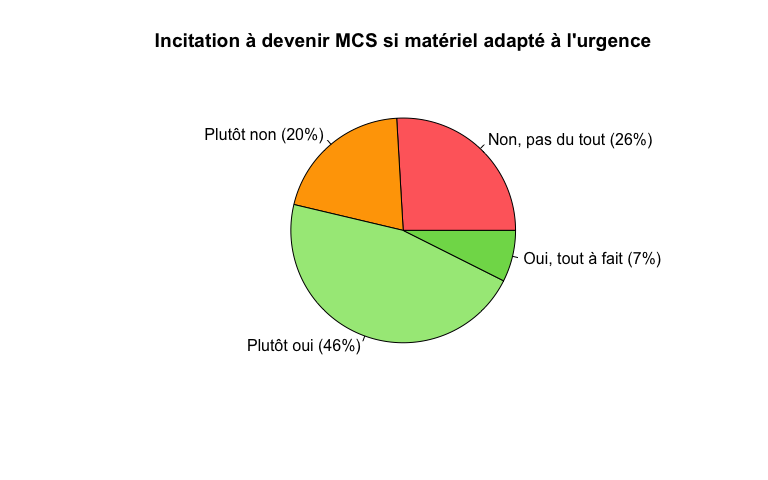 Incitation à devenir MCS si matériel adapté à l'urgence
Plutôt non (20%)
Non, pas du tout (26%)
Oui, tout à fait (7%)
Plutôt oui (46%)